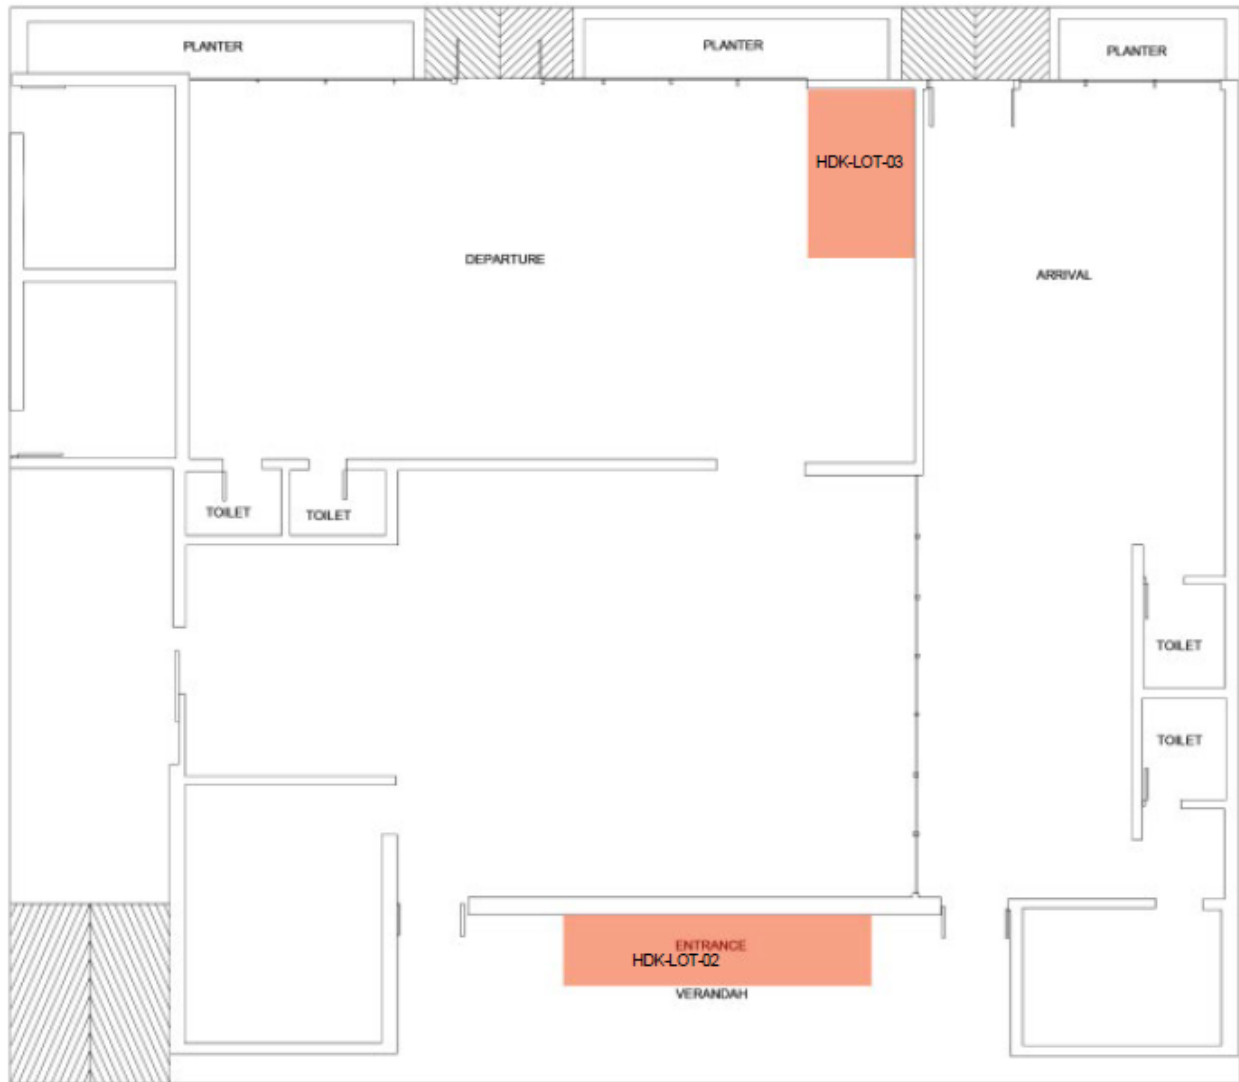 PLANTER
PLANTER
PLANTER
HDK-LOT-03
DEPARTURE
ARRIVAL
TOILET
TOILET
TOILET
TOILET
ENTRANCE
HDK-LOT-02
VERANDAH